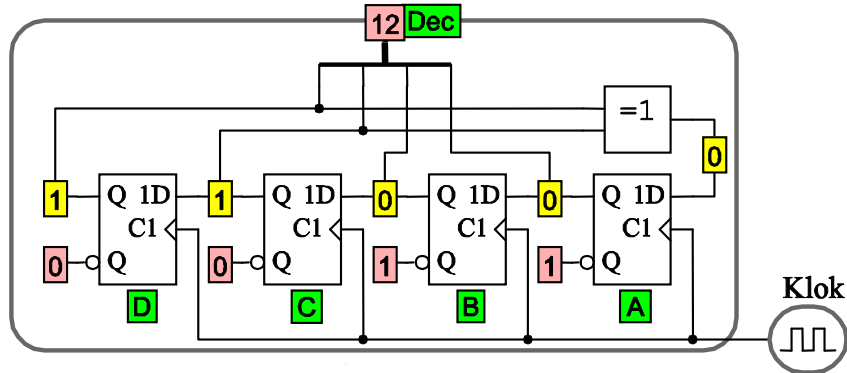 12 Dec
=1
0
1 Q 1D 1 Q 1D 0 Q 1D 0 Q 1D
C1 C1 C1 C1
0 Q 0 Q 1 Q 1 Q
D C B A
Klok